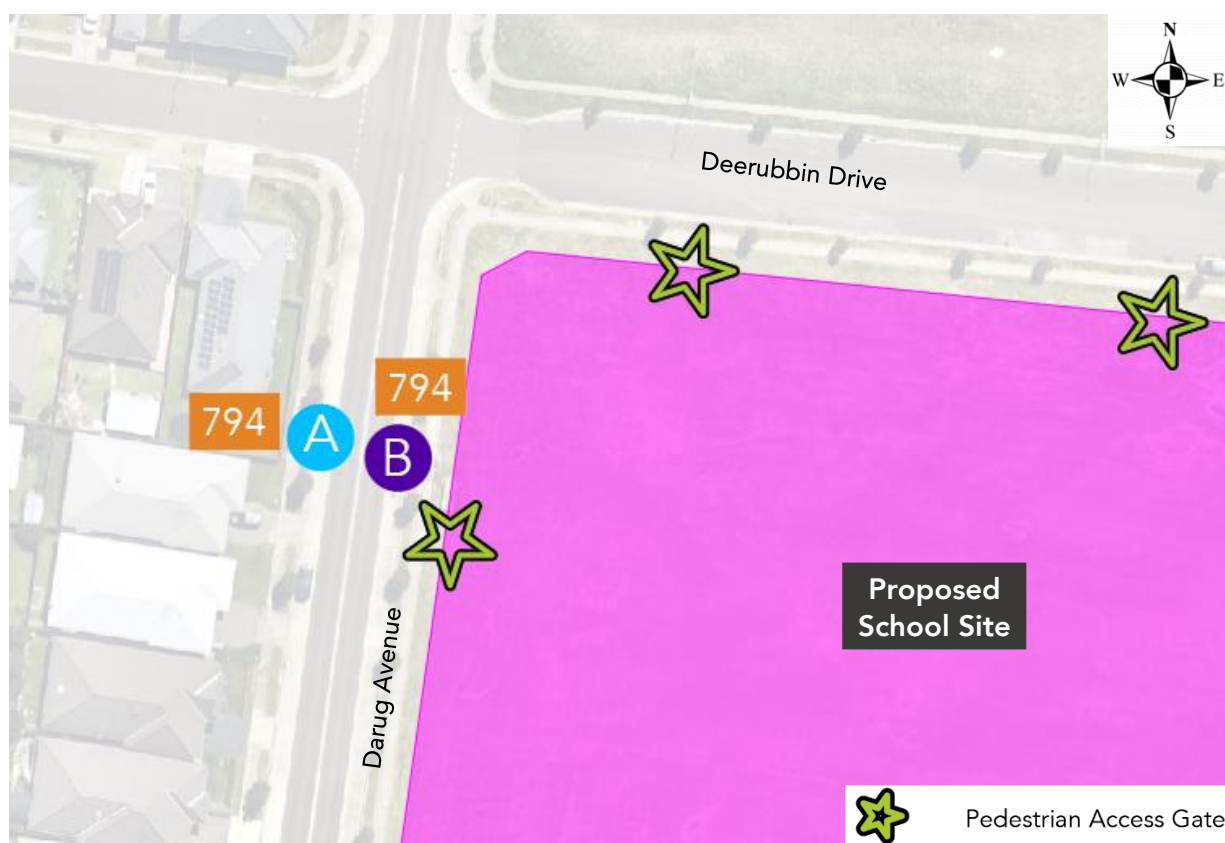 N
W E
S
Deerubbin Drive
794
794
A
B
Darug Avenue
Proposed
School Site
Pedestrian Access Gate